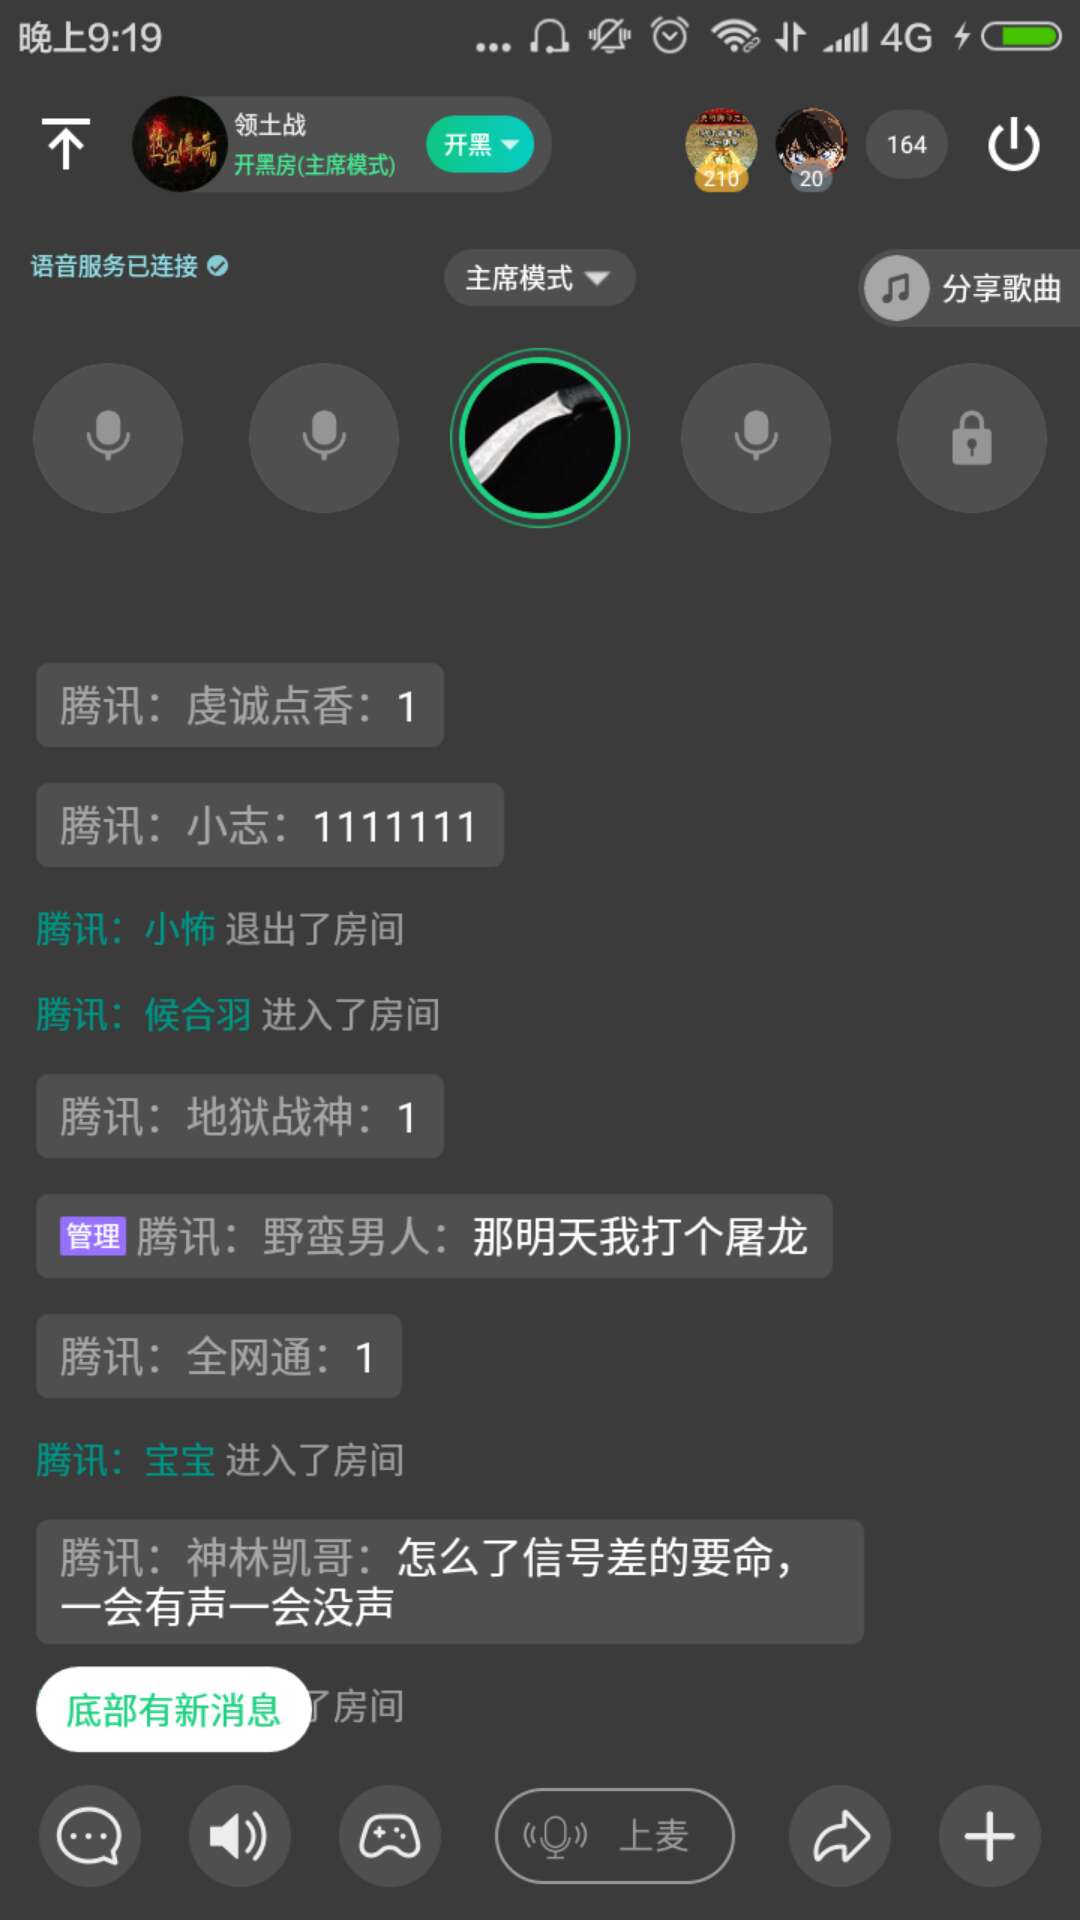 晚上9:19
4G
领土战
开黑房(主席模式)
开黑
210
20
164
语音服务已连接
主席模式
分享歌曲
腾讯：虔诚点香：1
腾讯：小志：1111111
腾讯：小怖 退出了房间
腾讯：候合羽 进入了房间
腾讯：地狱战神：1
管理 腾讯：野蛮男人：那明天我打个屠龙
腾讯：全网通：1
腾讯：宝宝 进入了房间
腾讯：神林凯哥：怎么了信号差的要命，
一会有声一会没声
底部有新消息
了房间
上麦